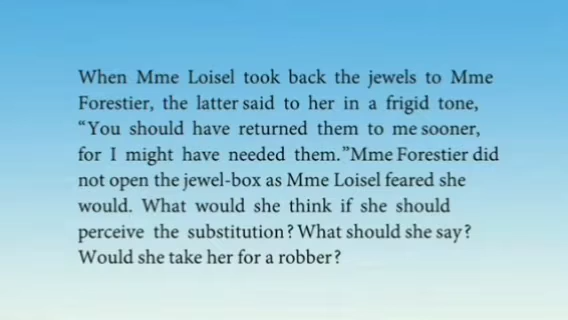 When Mme Loisel took back the jewels to Mme
Forestier, the latter said to her in a frigid tone,
“You should have returned them to me sooner,
for I might have needed them.”Mme Forestier did
not open the jewel-box as Mme Loisel feared she
would. What would she think if she should
perceive the substitution? What should she say?
Would she take her for a robber?